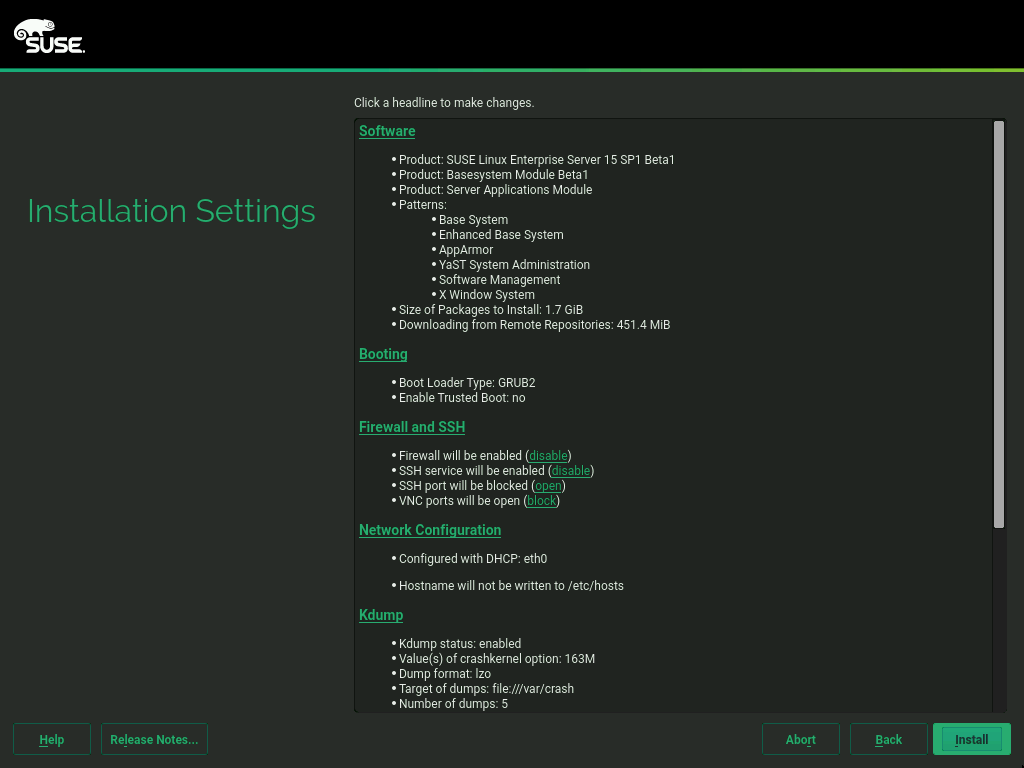 SUSE.
Click a headline to make changes.
Installation Settings
Software
• Product: SUSE Linux Enterprise Server 15 SP1 Beta1
• Product: Basesystem Module Beta1
• Product: Server Applications Module
• Patterns:
• Base System
• Enhanced Base System
• AppArmor
• YaST System Administration
• Software Management
• X Window System
• Size of Packages to Install: 1.7 GiB
• Downloading from Remote Repositories: 451.4 MiB
Booting
• Boot Loader Type: GRUB2
• Enable Trusted Boot: no
Firewall and SSH
• Firewall will be enabled (disable)
• SSH service will be enabled (disable)
• SSH port will be blocked (open)
• VNC ports will be open (block)
Network Configuration
• Configured with DHCP: eth0
• Hostname will not be written to /etc/hosts
Kdump
• Kdump status: enabled
• Value(s) of crashkernel option: 163M
• Dump format: lzo
• Target of dumps: file:///var/crash
• Number of dumps: 5
Help
Release Notes...
Abort
Back
Install